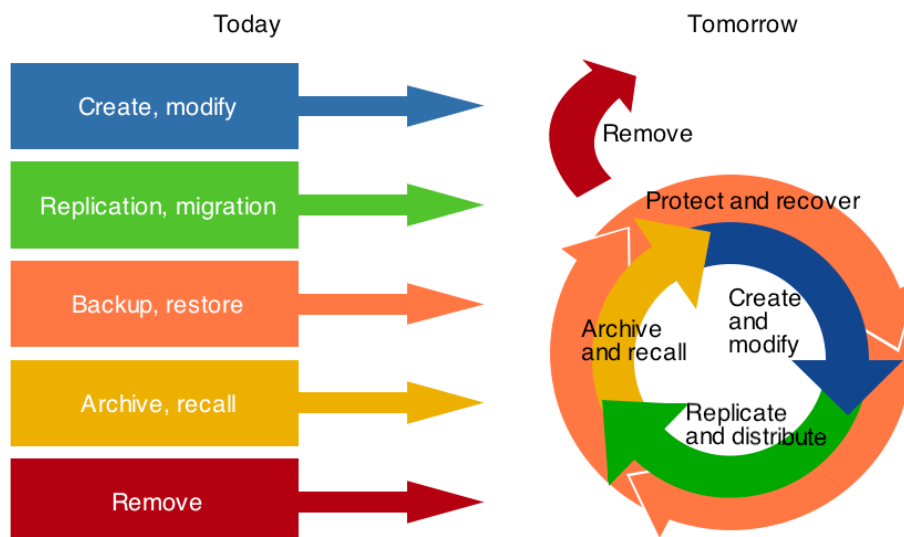 Today
Tomorrow
Create, modify
Replication, migration
Backup, restore
Archive, recall
Remove
Remove
Protect and recover
Create
and
modify
Archive
and recall
Replicate
and distribute